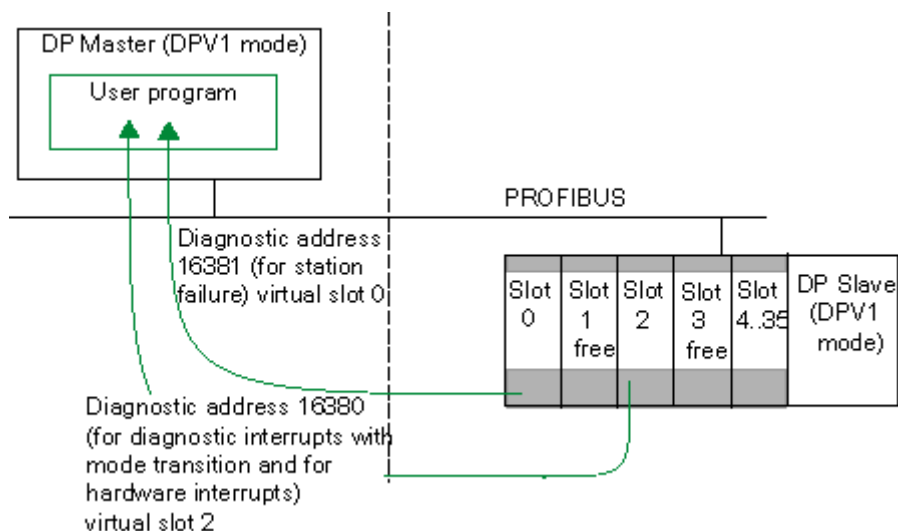 DP Master (DPV1 mode)
User program
PROFIBUS
Diagnostic address
16381 (for station
failure) virtual slot 0
Slot
0
Slot
1
free
Slot
2
Slot
3
free
Slot
4..35
DP Slave
(DPV1
mode)
Diagnostic address 16380
(for diagnostic interrupts with
mode transition and for
hardware interrupts)
virtual slot 2